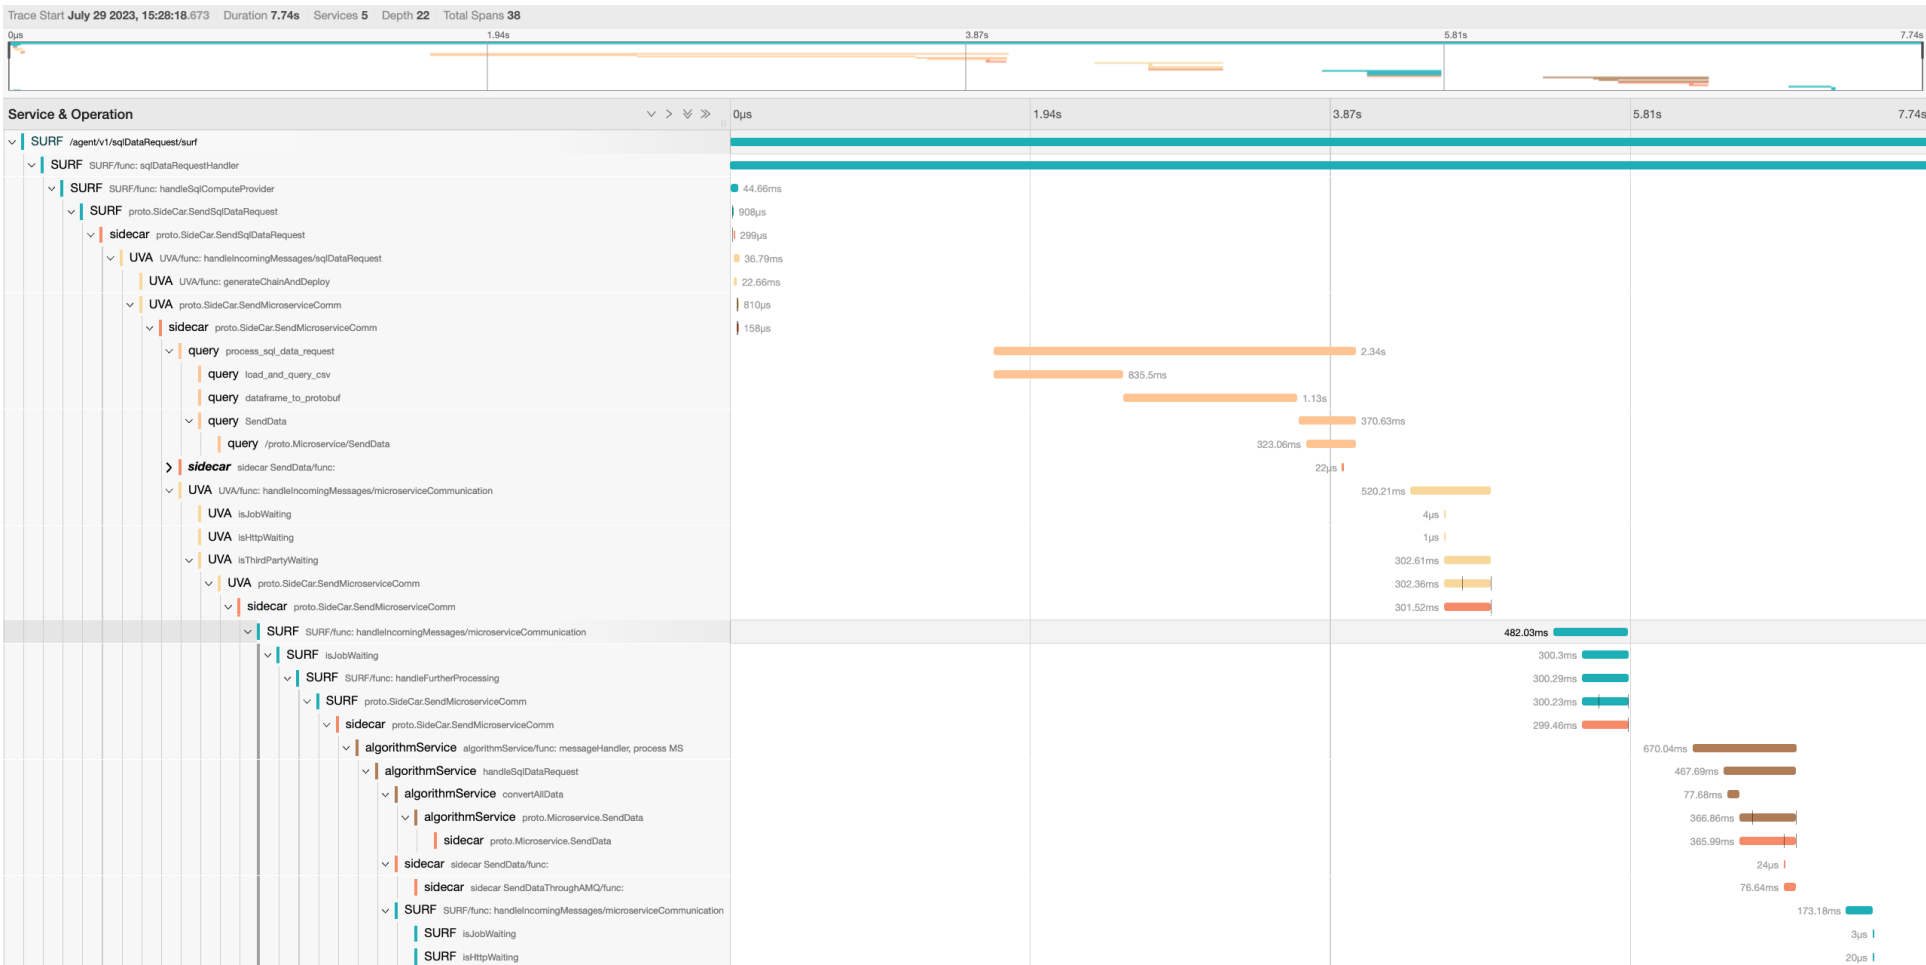 Trace Start July 29 2023, 15:28:18.673 Duration 7.74s Services 5 Depth 22 Total Spans 38
0µs 1.94s 3.87s 5.81s 7.74s
Service & Operation 0µs 1.94s 3.87s 5.81s 7.74s
SURF /agent/v1/sqlDataRequest/surf
SURF SURF/func: sqlDataRequestHandler
SURF SURF/func: handleSqlComputeProvider 44.66ms
SURF proto.SideCar.SendSqlDataRequest 908µs
sidecar proto.SideCar.SendSqlDataRequest 299µs
UVA UVA/func: handleIncomingMessages/sqlDataRequest 36.79ms
UVA UVA/func: generateChainAndDeploy 22.66ms
UVA proto.SideCar.SendMicroserviceComm 810µs
sidecar proto.SideCar.SendMicroserviceComm 158µs
query process_sql_data_request 2.34s
query load_and_query_csv 835.5ms
query dataframe_to_protobuf 1.13s
query SendData 370.63ms
query /proto.Microservice/SendData 323.06ms
sidecar sidecar SendData/func: 22µs
UVA UVA/func: handleIncomingMessages/microserviceCommunication 520.21ms
UVA isJobWaiting 4µs
UVA isHttpWaiting 1µs
UVA isThirdPartyWaiting 302.61ms
UVA proto.SideCar.SendMicroserviceComm 302.36ms
sidecar proto.SideCar.SendMicroserviceComm 301.52ms
SURF SURF/func: handleIncomingMessages/microserviceCommunication 482.03ms
SURF isJobWaiting 300.3ms
SURF SURF/func: handleFurtherProcessing 300.29ms
SURF proto.SideCar.SendMicroserviceComm 300.23ms
sidecar proto.SideCar.SendMicroserviceComm 299.46ms
algorithmService algorithmService/func: messageHandler, process MS 670.04ms
algorithmService handleSqlDataRequest 467.69ms
algorithmService convertAllData 77.68ms
algorithmService proto.Microservice.SendData 366.86ms
sidecar proto.Microservice.SendData 365.99ms
sidecar sidecar SendData/func: 24µs
sidecar sidecar SendDataThroughAMQ/func: 76.64ms
SURF SURF/func: handleIncomingMessages/microserviceCommunication 173.18ms
SURF isJobWaiting 3µs
SURF isHttpWaiting 20µs